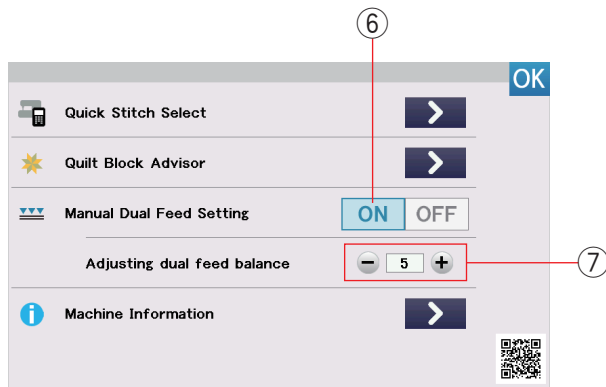 ⑥
OK
Quick Stitch Select
Quilt Block Advisor
Manual Dual Feed Setting ON OFF
Adjusting dual feed balance − 5 + ⑦
Machine Information